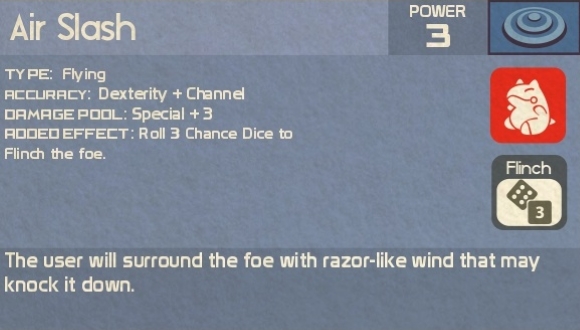 Air Slash
POWER
3
TYPE: Flying
ACCURACY: Dexterity + Channel
DAMAGE POOL: Special + 3
ADDED EFFECT: Roll 3 Chance Dice to
Flinch the foe.
Flinch
3
The user will surround the foe with razor-like wind that may
knock it down.